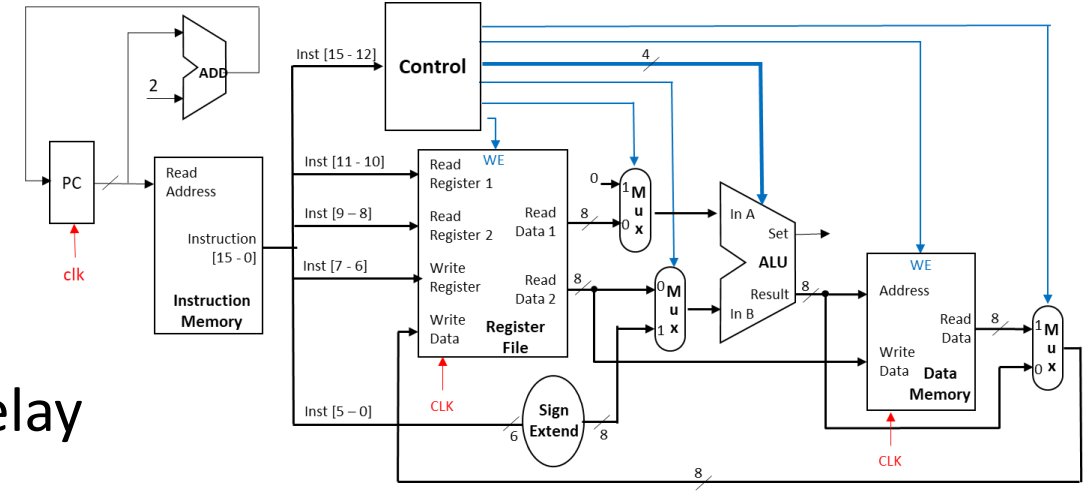 ADD
2
PC
clk
Read
Address
Instruction
[15 - 0]
Instruction
Memory
Inst [15 - 12]
Control
4
Inst [11 - 10]
Inst [9 – 8]
Inst [7 - 6]
Inst [5 – 0]
WE
Read
Register 1
Read
Register 2
Write
Register
Write
Data
Read
Data 1
Read
Data 2
Register
File
CLK
8
8
6
Sign
Extend
8
0
1
0
M
u
x
0
1
M
u
x
In A
Set
ALU
Result
In B
8
WE
Address
Read
Data
Write
Data
Data
Memory
CLK
8
1
0
M
u
x
8
elay